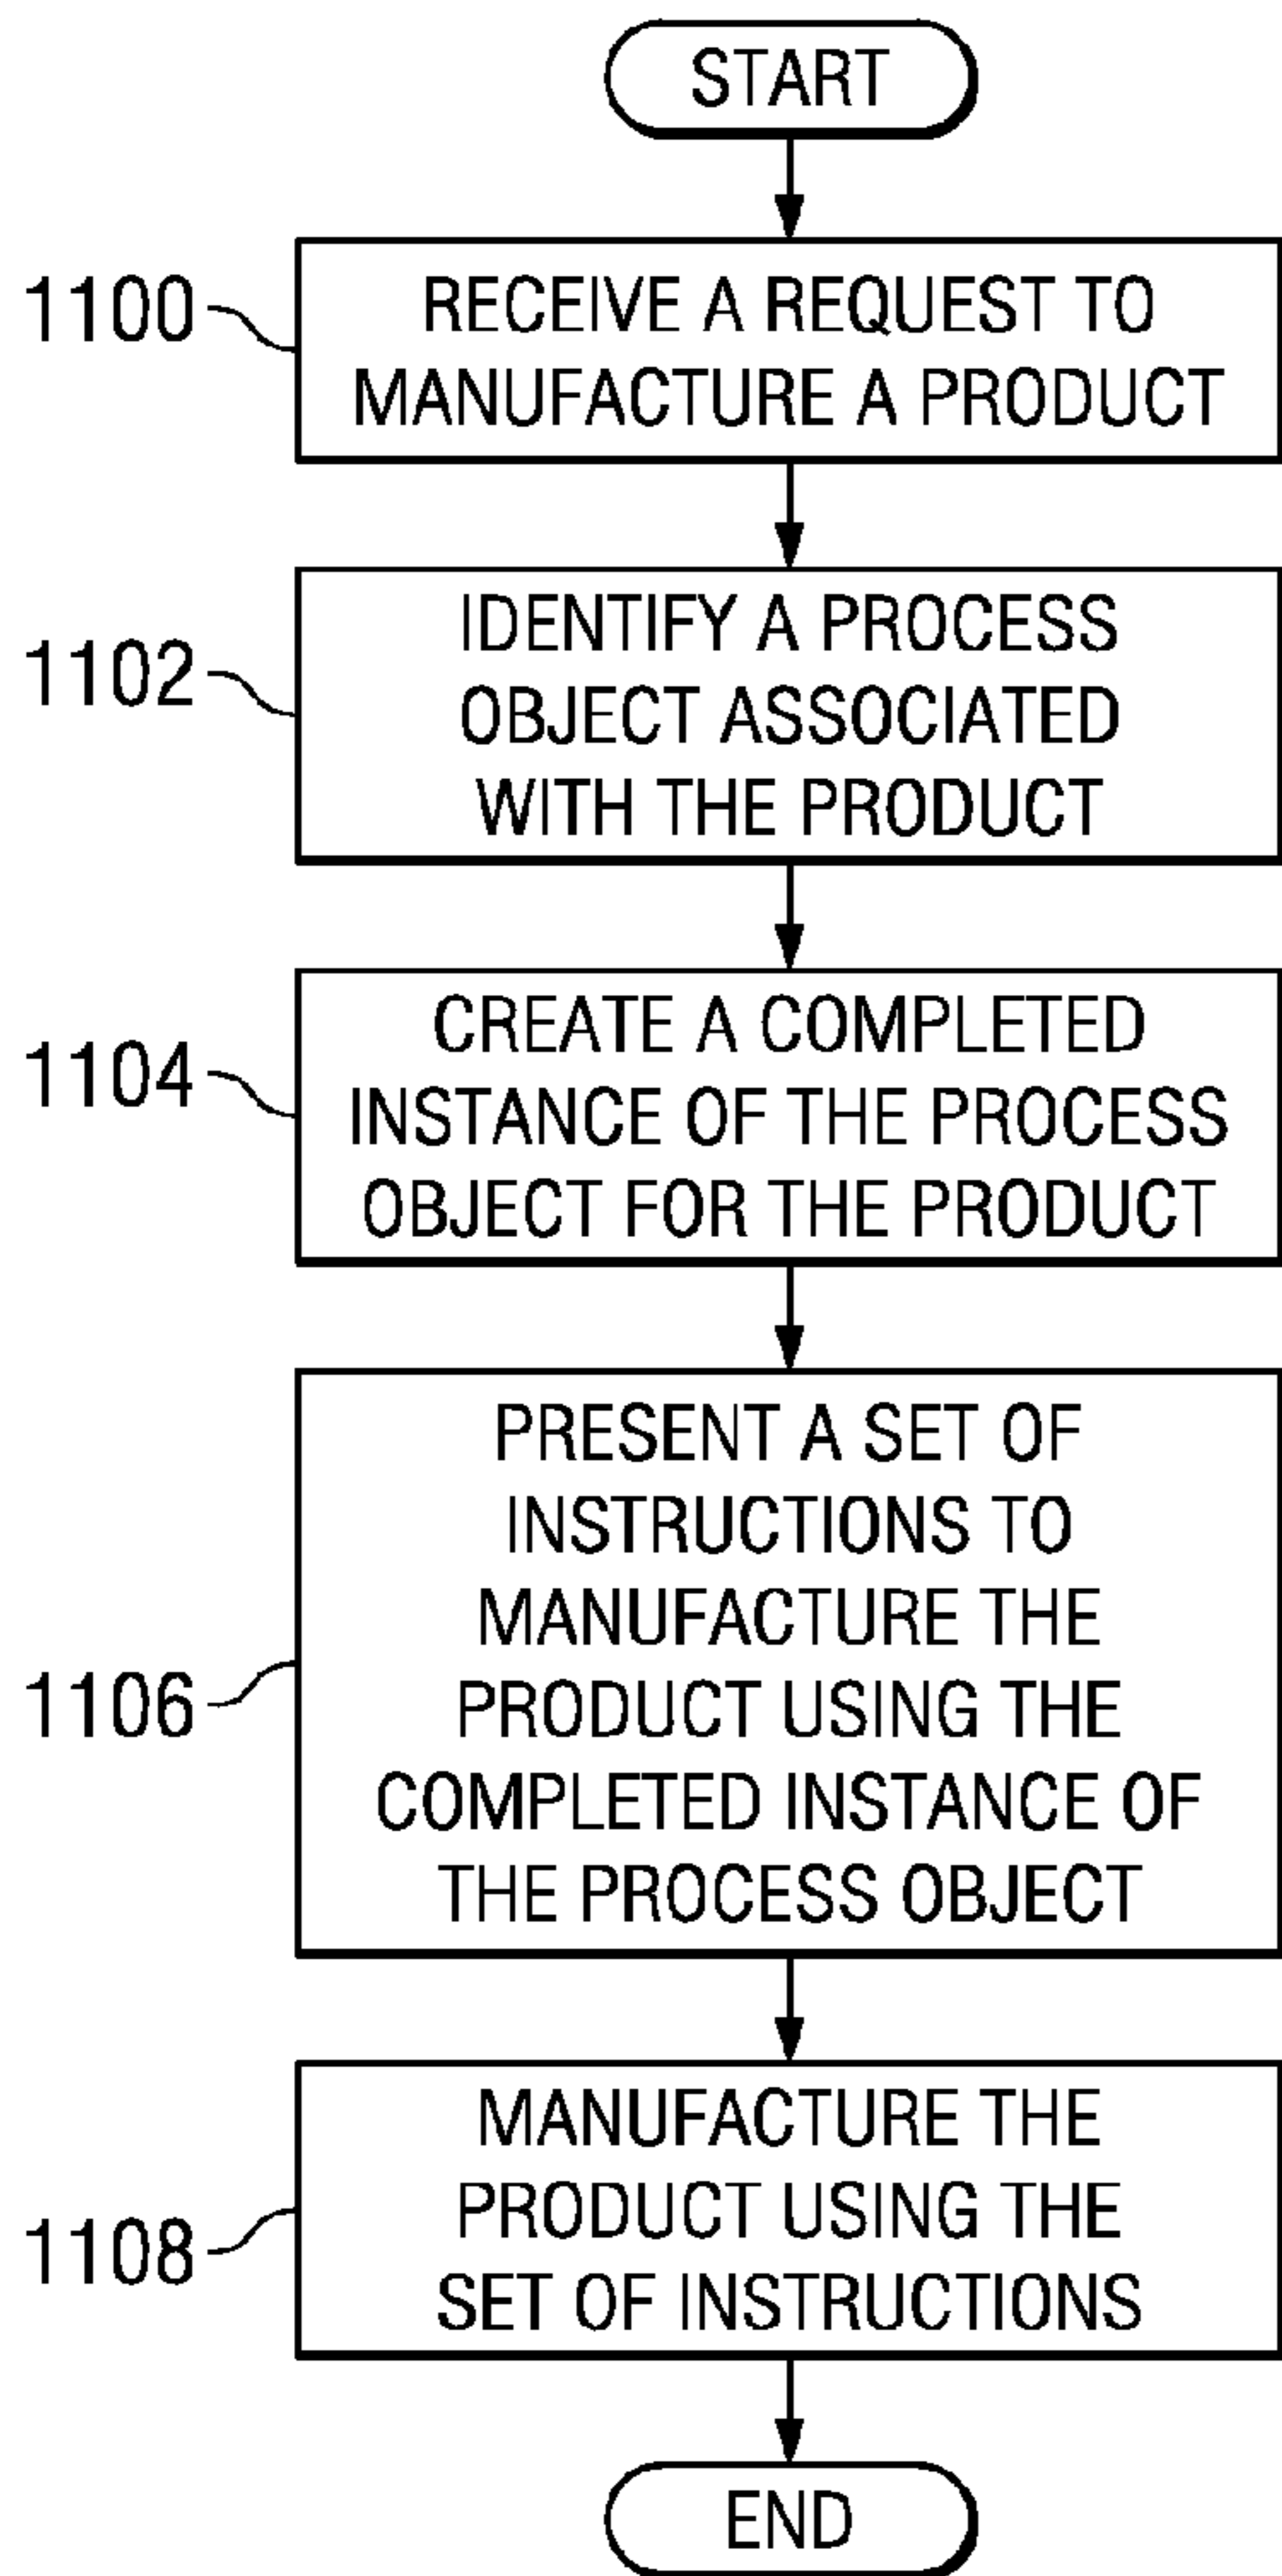 START
1100
RECEIVE A REQUEST TO
MANUFACTURE A PRODUCT
1102
IDENTIFY A PROCESS
OBJECT ASSOCIATED
WITH THE PRODUCT
1104
CREATE A COMPLETED
INSTANCE OF THE PROCESS
OBJECT FOR THE PRODUCT
1106
PRESENT A SET OF
INSTRUCTIONS TO
MANUFACTURE THE
PRODUCT USING THE
COMPLETED INSTANCE OF
THE PROCESS OBJECT
1108
MANUFACTURE THE
PRODUCT USING THE
SET OF INSTRUCTIONS
END